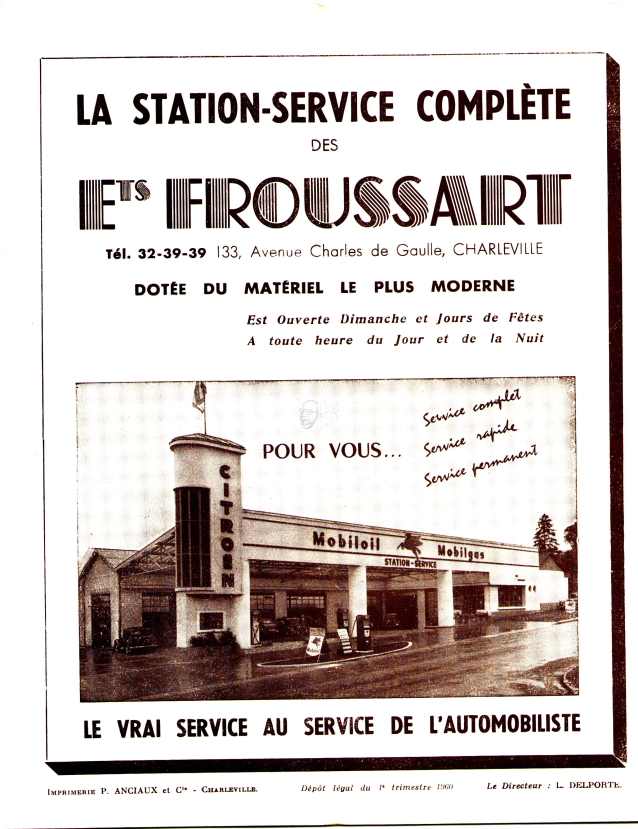 LA STATION-SERVICE COMPLÈTE
DES
Ets FROUSSART
Tél. 32-39-39 133, Avenue Charles de Gaulle, CHARLEVILLE
DOTÉE DU MATÉRIEL LE PLUS MODERNE
Est Ouverte Dimanche et Jours de Fêtes
A toute heure du Jour et de la Nuit
POUR VOUS...
Service complet
Service rapide
Service permanent
CITROEN
Mobiloil Mobilgas
STATION-SERVICE
Mobiloil
LE VRAI SERVICE AU SERVICE DE L'AUTOMOBILISTE
IMPRIMERIE P. ANCIAUX et Cie - CHARLEVILLE. Dépôt légal du 1er trimestre 1960 Le Directeur : L. DELPORTE.